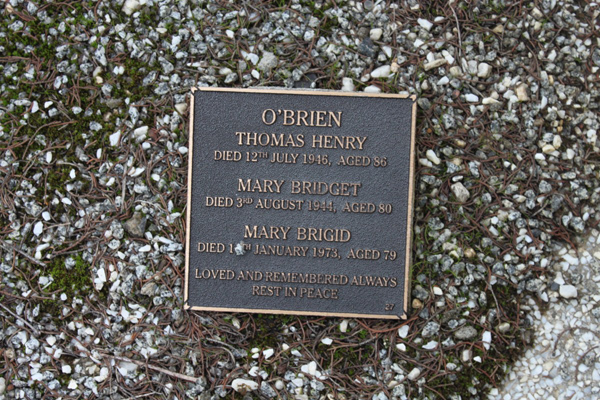 O'BRIEN
THOMAS HENRY
DIED 12TH JULY 1946, AGED 86
MARY BRIDGET
DIED 3RD AUGUST 1944, AGED 80
MARY BRIGID
DIED JANUARY 1973, AGED 79
LOVED AND REMEMBERED ALWAYS
REST IN PEACE
27